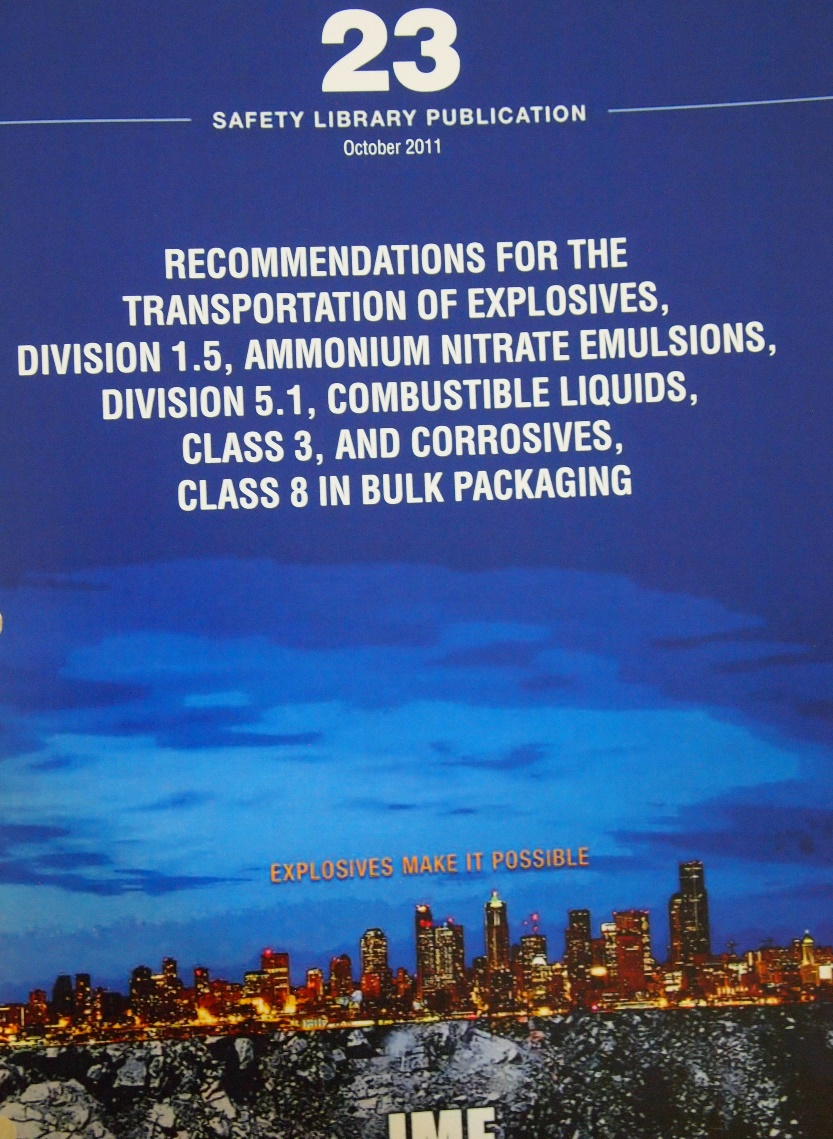 23
SAFETY LIBRARY PUBLICATION
October 2011
RECOMMENDATIONS FOR THE
TRANSPORTATION OF EXPLOSIVES,
DIVISION 1.5, AMMONIUM NITRATE EMULSIONS,
DIVISION 5.1, COMBUSTIBLE LIQUIDS,
CLASS 3, AND CORROSIVES,
CLASS 8 IN BULK PACKAGING
EXPLOSIVES MAKE IT POSSIBLE
IME